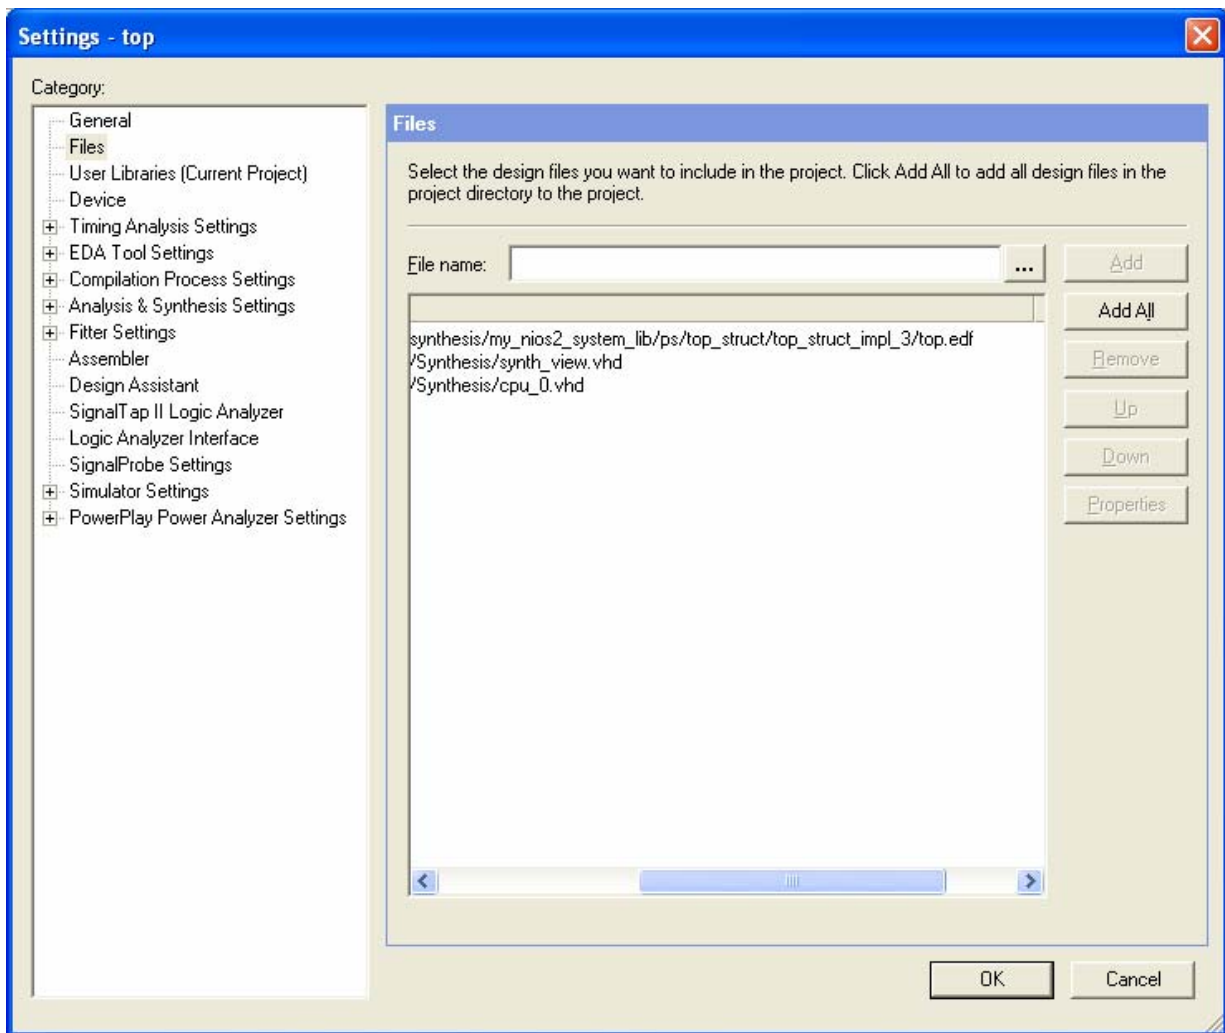 Settings - top
Category:
General
Files
User Libraries (Current Project)
Device
Timing Analysis Settings
EDA Tool Settings
Compilation Process Settings
Analysis & Synthesis Settings
Fitter Settings
Assembler
Design Assistant
SignalTap II Logic Analyzer
Logic Analyzer Interface
SignalProbe Settings
Simulator Settings
PowerPlay Power Analyzer Settings
Files
Select the design files you want to include in the project. Click Add All to add all design files in the
project directory to the project.
File name:
...
Add
Add All
synthesis/my_nios2_system_lib/ps/top_struct/top_struct_impl_3/top.edf
/Synthesis/synth_view.vhd
/Synthesis/cpu_0.vhd
Remove
Up
Down
Properties
OK
Cancel